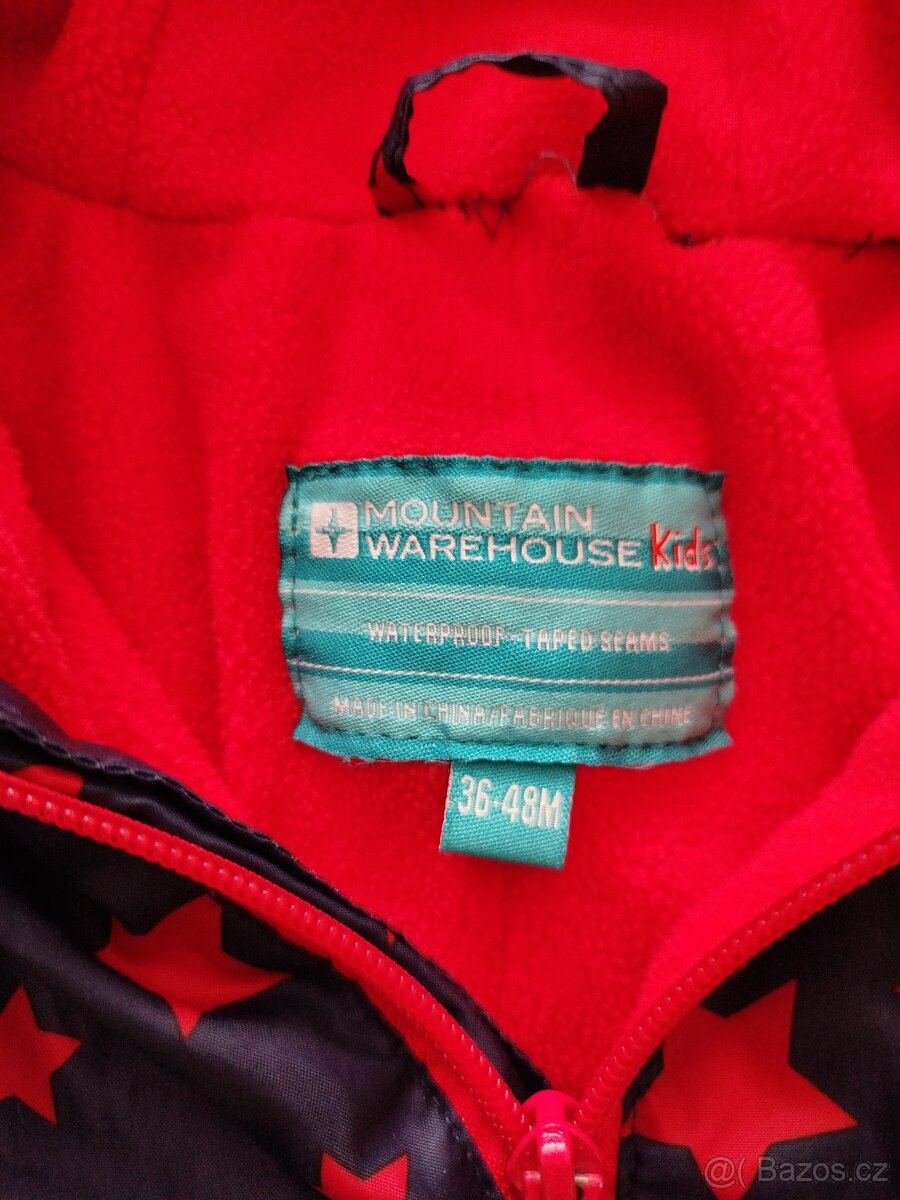 MOUNTAIN
WAREHOUSE Kids
WATERPROOF-TAPED SEAMS
MADE IN CHINA/FABRIQUÉ EN CHINE
36-48M
@( Bazos.cz